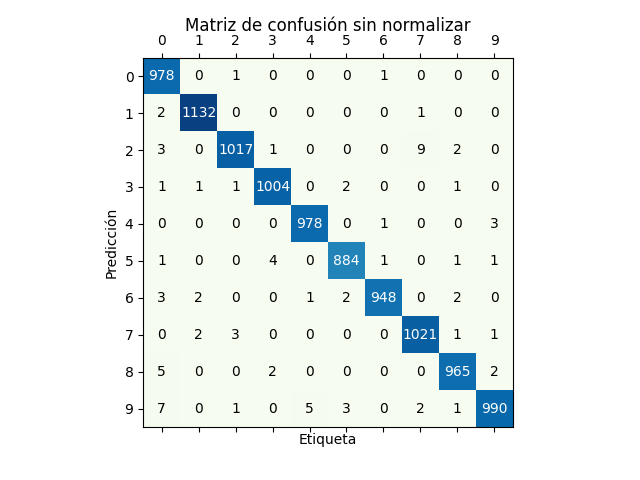 Matriz de confusión sin normalizar
0 1 2 3 4 5 6 7 8 9
0 978 0 1 0 0 0 1 0 0 0
1 2 1132 0 0 0 0 0 1 0 0
2 3 0 1017 1 0 0 0 9 2 0
3 1 1 1 1004 0 2 0 0 1 0
4 0 0 0 0 978 0 1 0 0 3
Predicción
5 1 0 0 4 0 884 1 0 1 1
6 3 2 0 0 1 2 948 0 2 0
7 0 2 3 0 0 0 0 1021 1 1
8 5 0 0 2 0 0 0 0 965 2
9 7 0 1 0 5 3 0 2 1 990
Etiqueta